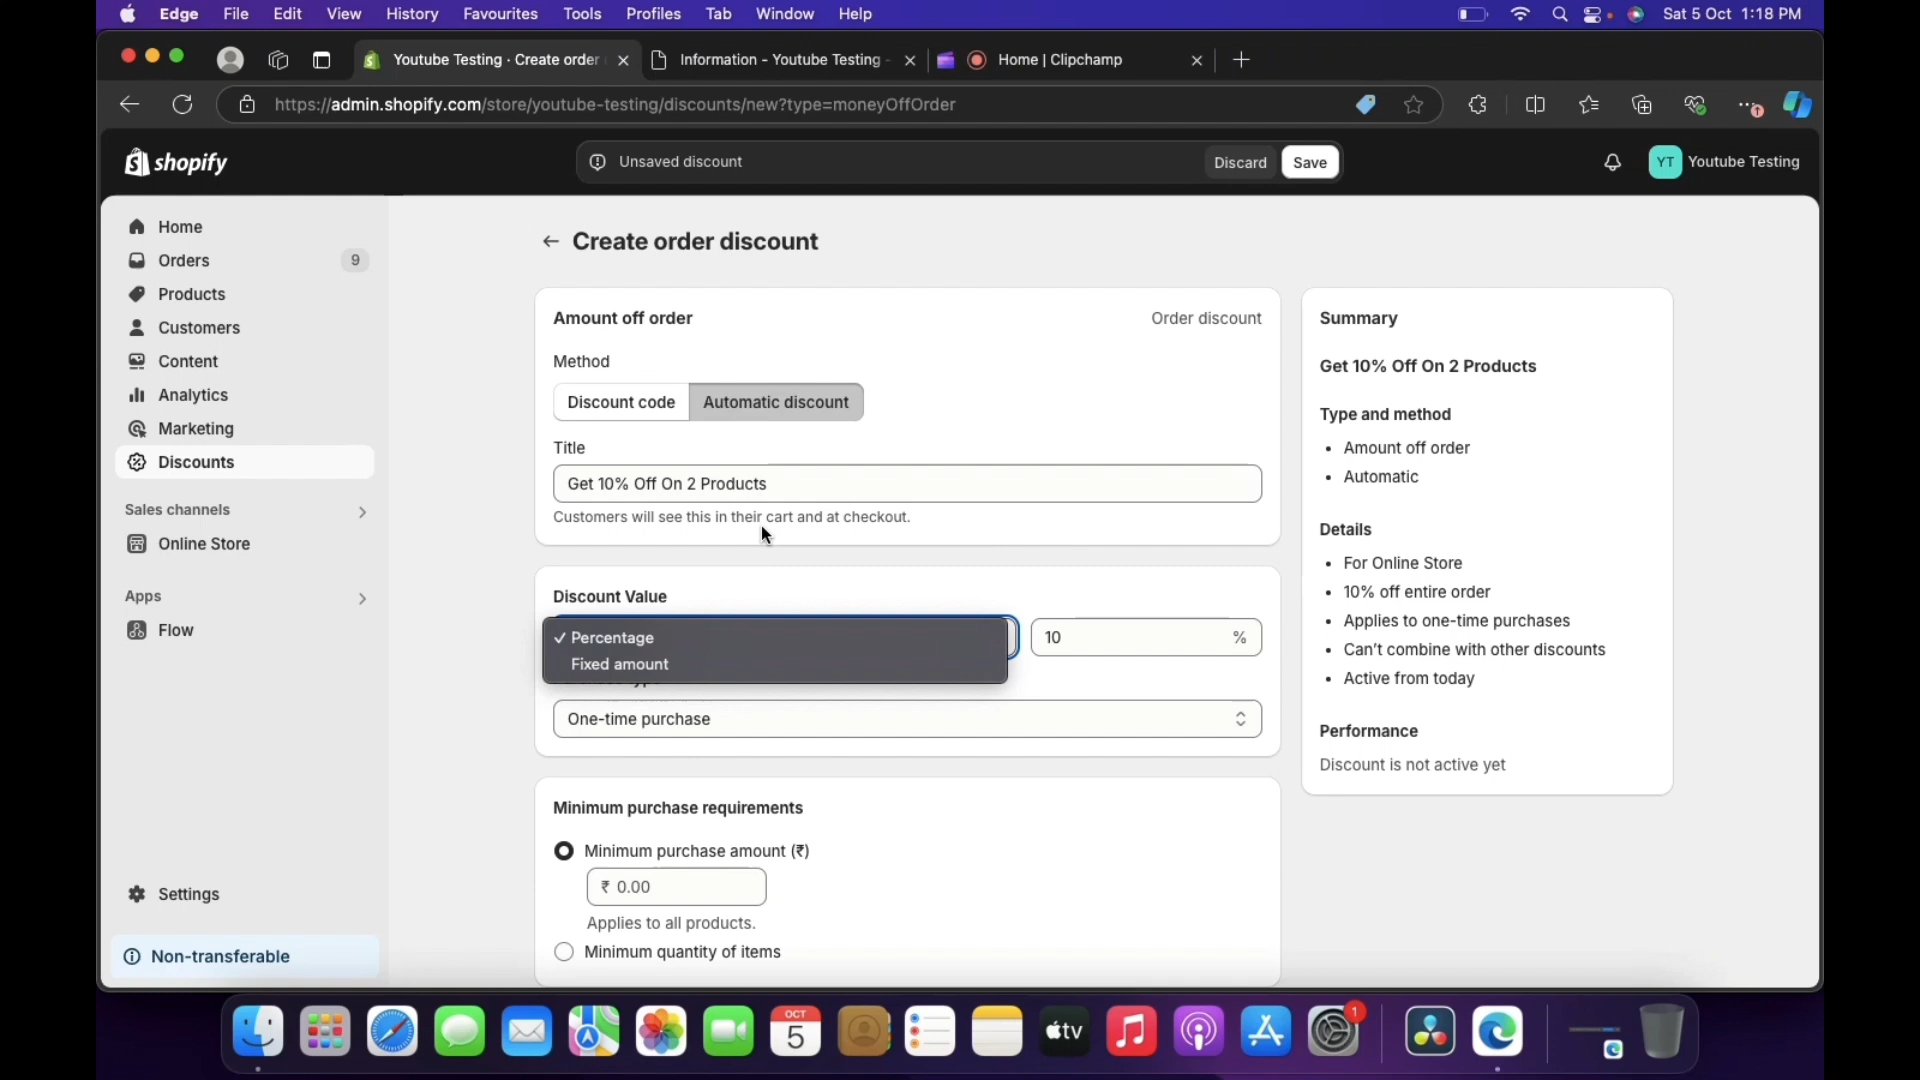 Edge File Edit View History Favourites Tools Profiles Tab Window Help Sat 5 Oct 1:18 PM
Youtube Testing · Create order Information - Youtube Testing - Home | Clipchamp
https://admin.shopify.com/store/youtube-testing/discounts/new?type=moneyOffOrder
shopify Unsaved discount Discard Save YT Youtube Testing
Home
Orders 9
Products
Customers
Content
Analytics
Marketing
Discounts
Sales channels
Online Store
Apps
Flow
Settings
Non-transferable
Create order discount
Amount off order Order discount
Method
Discount code Automatic discount
Title
Get 10% Off On 2 Products
Customers will see this in their cart and at checkout.
Discount Value
✓ Percentage 10 %
Fixed amount
One-time purchase
Minimum purchase requirements
Minimum purchase amount (₹)
₹ 0.00
Applies to all products.
Minimum quantity of items
Summary
Get 10% Off On 2 Products
Type and method
• Amount off order
• Automatic
Details
• For Online Store
• 10% off entire order
• Applies to one-time purchases
• Can't combine with other discounts
• Active from today
Performance
Discount is not active yet
OCT
5
tv
1